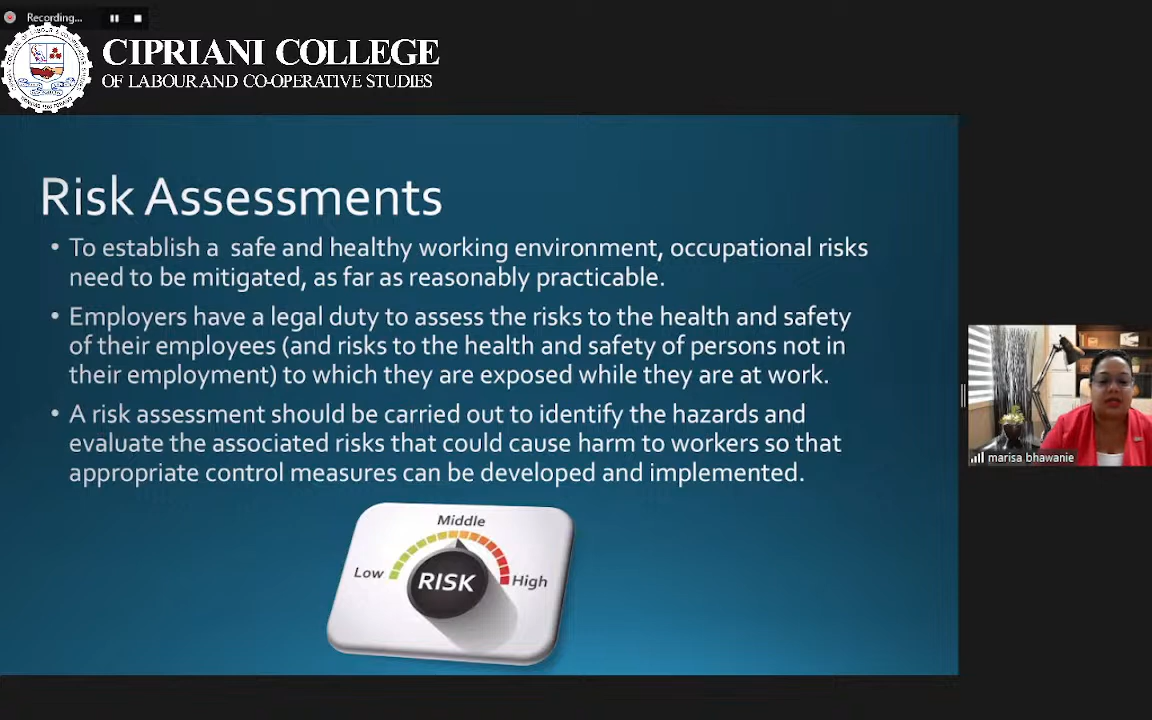 Recording...
CIPRIANI COLLEGE
OF LABOUR AND CO-OPERATIVE STUDIES
Risk Assessments
• To establish a safe and healthy working environment, occupational risks
need to be mitigated, as far as reasonably practicable.
• Employers have a legal duty to assess the risks to the health and safety
of their employees (and risks to the health and safety of persons not in
their employment) to which they are exposed while they are at work.
• A risk assessment should be carried out to identify the hazards and
evaluate the associated risks that could cause harm to workers so that
appropriate control measures can be developed and implemented.
Middle
Low
RISK
High
marisa bhawanie